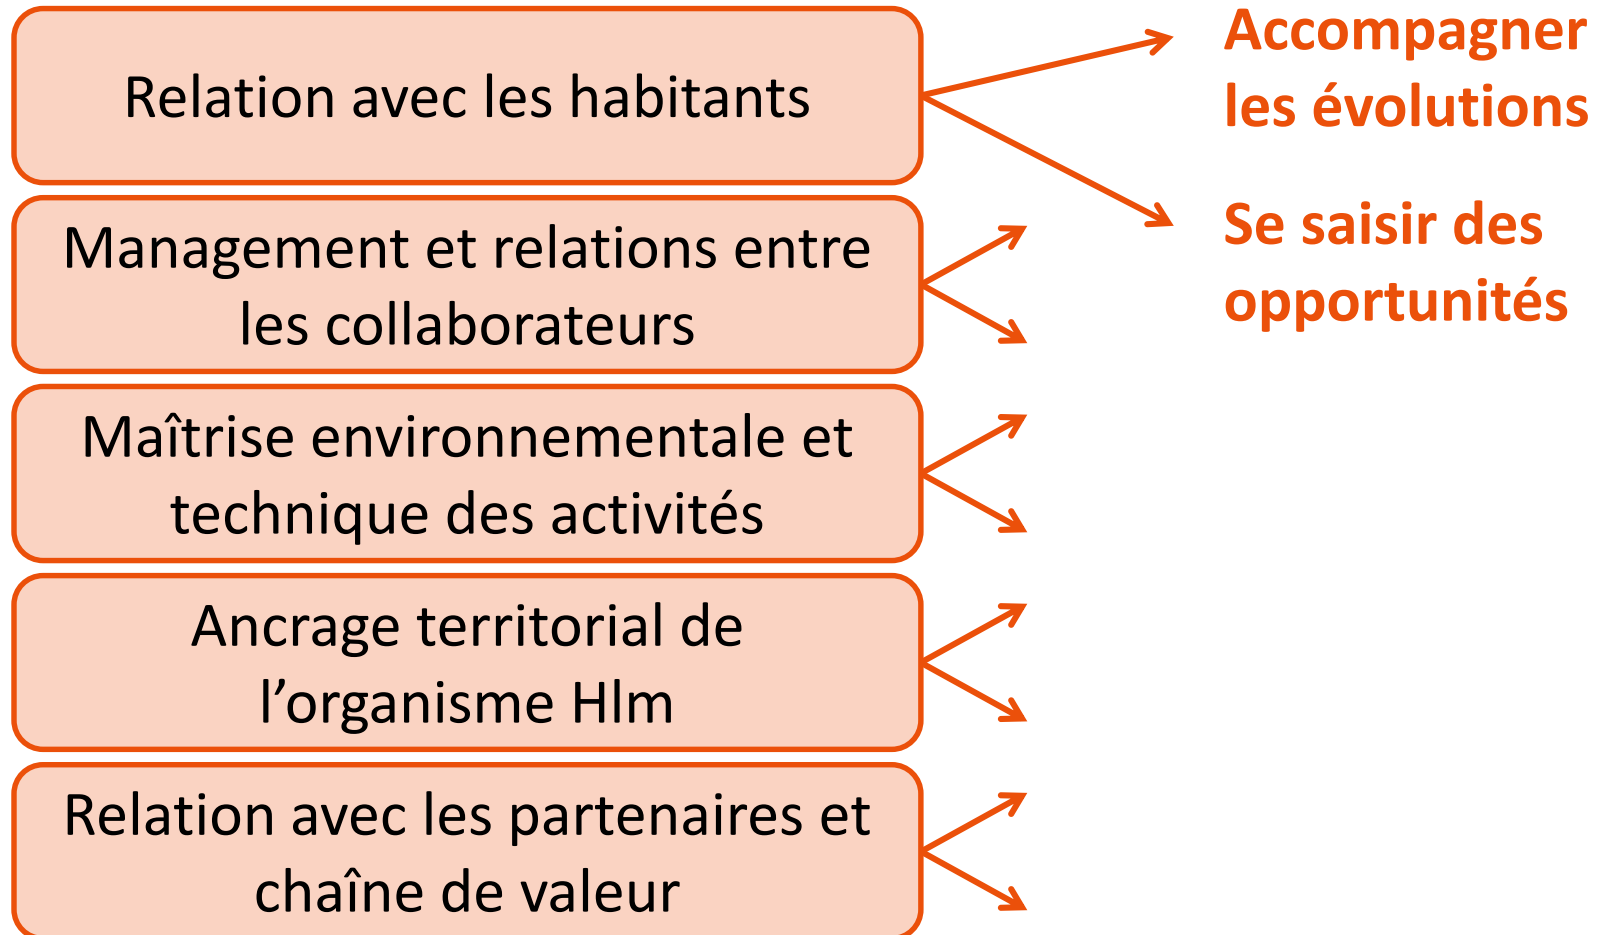 Relation avec les habitants
Management et relations entre
les collaborateurs
Maîtrise environnementale et
technique des activités
Ancrage territorial de
l’organisme Hlm
Relation avec les partenaires et
chaîne de valeur
Accompagner
les évolutions
Se saisir des
opportunités